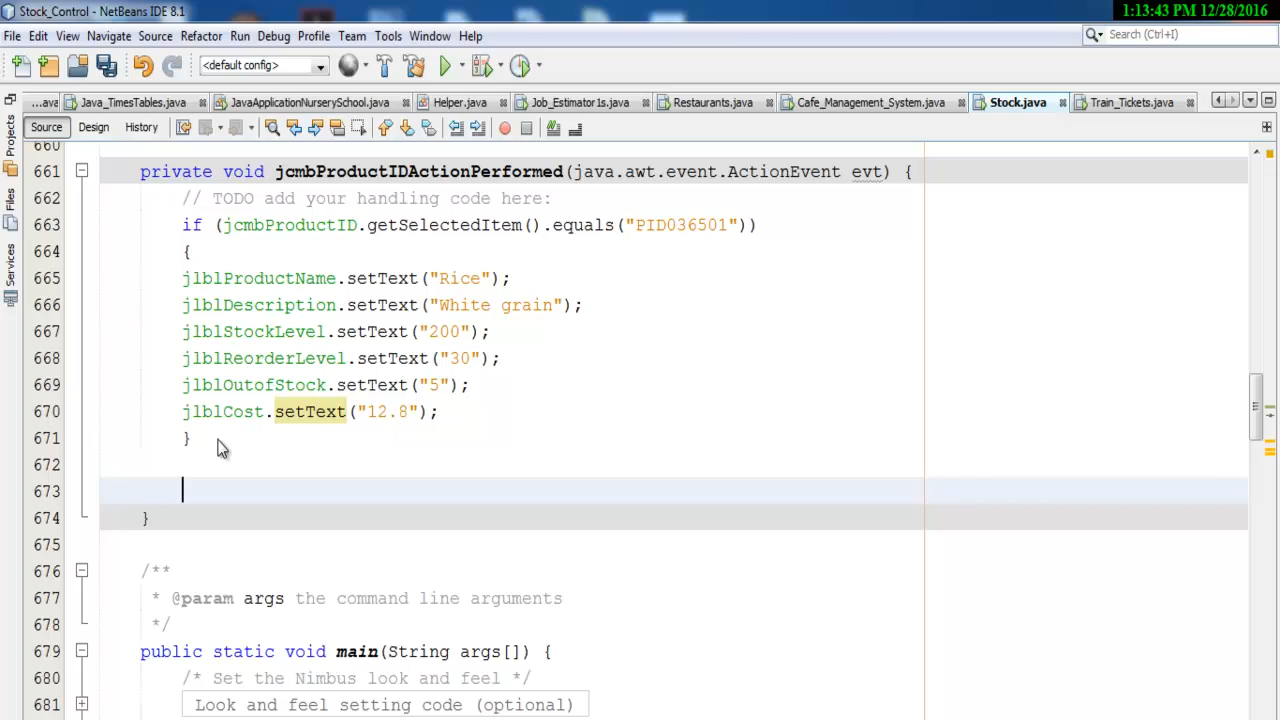 Stock_Control - NetBeans IDE 8.1
1:13:43 PM 12/28/2016
File Edit View Navigate Source Refactor Run Debug Profile Team Tools Window Help
Search (Ctrl+I)
<default config>
...ava Java_TimesTables.java JavaApplicationNurserySchool.java Helper.java Job_Estimator1s.java Restaurants.java Cafe_Management_System.java Stock.java Train_Tickets.java
Source Design History
Projects
Files
Services
660
661 private void jcmbProductIDActionPerformed(java.awt.event.ActionEvent evt) {
662 // TODO add your handling code here:
663 if (jcmbProductID.getSelectedItem().equals("PID036501"))
664 {
665 jlblProductName.setText("Rice");
666 jlblDescription.setText("White grain");
667 jlblStockLevel.setText("200");
668 jlblReorderLevel.setText("30");
669 jlblOutofStock.setText("5");
670 jlblCost.setText("12.8");
671 }
672
673
674 }
675
676 /**
677 * @param args the command line arguments
678 */
679 public static void main(String args[]) {
680 /* Set the Nimbus look and feel */
681 Look and feel setting code (optional)